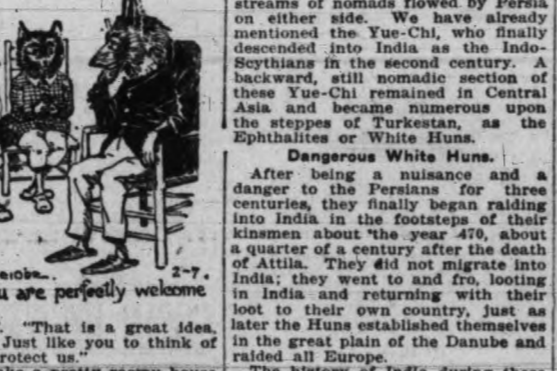 2-7.
u are perfectly welcome
"That is a great idea.
Just like you to think of
rotect us."
streams of nomads flowed by Persia
on either side. We have already
mentioned the Yue-Chi, who finally
descended into India as the Indo-
Scythians in the second century. A
backward, still nomadic section of
these Yue-Chi remained in Central
Asia and became numerous upon
the steppes of Turkestan, as the
Ephthalites or White Huns.
Dangerous White Huns.
After being a nuisance and a
danger to the Persians for three
centuries, they finally began raiding
into India in the footsteps of their
kinsmen about the year 470, about
a quarter of a century after the death
of Attila. They did not migrate into
India; they went to and fro, looting
in India and returning with their
loot to their own country, just as
later the Huns established themselves
in the great plain of the Danube and
raided all Europe.
The history of India during these